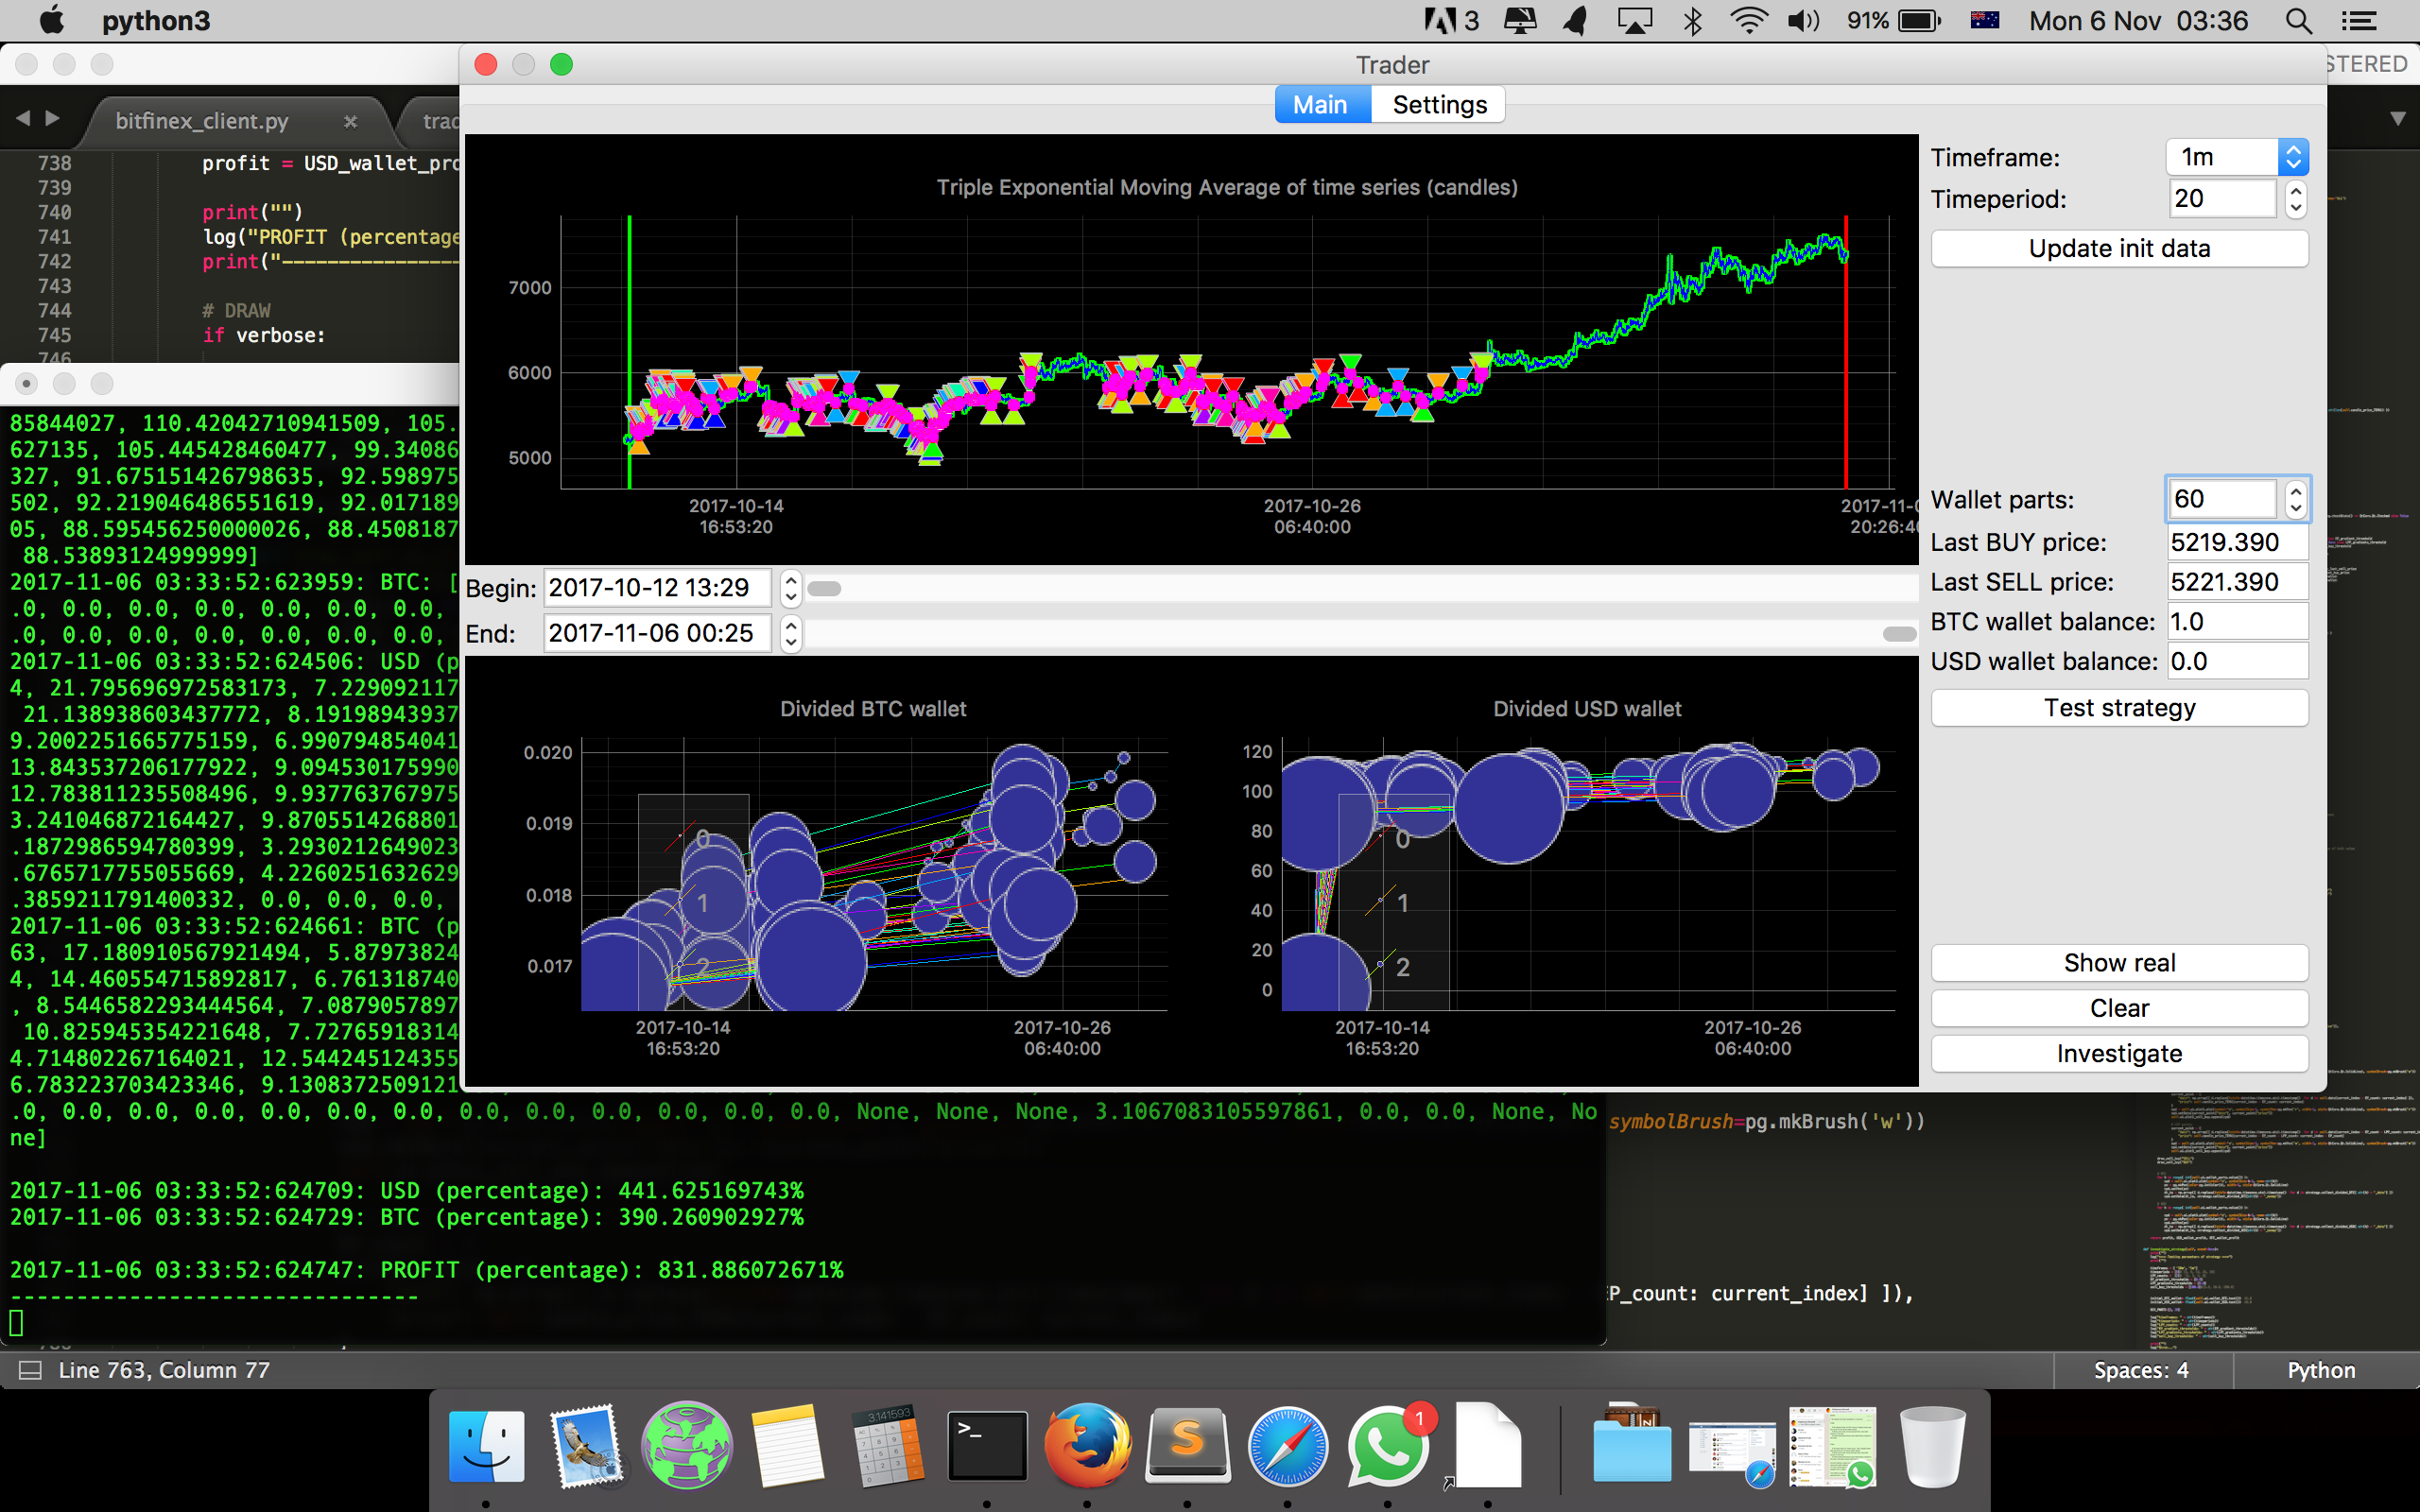 python3
3
91%
Mon 6 Nov 03:36
STERED
bitfinex_client.py
trad
738 profit = USD_wallet_pro
739
740 print("")
741 log("PROFIT (percentage
742 print("-----------------
743
744 # DRAW
745 if verbose:
746
Trader
Main Settings
Triple Exponential Moving Average of time series (candles)
7000
6000
5000
2017-10-14 16:53:20
2017-10-26 06:40:00
2017-11-0
20:26:40
Timeframe: 1m
Timeperiod: 20
Update init data
Wallet parts: 60
Last BUY price: 5219.390
Last SELL price: 5221.390
BTC wallet balance: 1.0
USD wallet balance: 0.0
Test strategy
Show real
Clear
Investigate
Begin: 2017-10-12 13:29
End: 2017-11-06 00:25
Divided BTC wallet
0.020
0.019
0.018
0.017
0
1
2
2017-10-14 16:53:20
2017-10-26 06:40:00
Divided USD wallet
120
100
80
60
40
20
0
0
1
2
2017-10-14 16:53:20
2017-10-26 06:40:00
85844027, 110.42042710941509, 105.
627135, 105.445428460477, 99.34086
327, 91.675151426798635, 92.598975
502, 92.219046486551619, 92.017189
05, 88.595456250000026, 88.4508187
88.538931249999999]
2017-11-06 03:33:52:623959: BTC: [
.0, 0.0, 0.0, 0.0, 0.0, 0.0, 0.0,
.0, 0.0, 0.0, 0.0, 0.0, 0.0, 0.0,
2017-11-06 03:33:52:624506: USD (p
4, 21.795696972583173, 7.229092117
21.138938603437772, 8.19198943937
9.2002251665775159, 6.990794854041
13.843537206177922, 9.094530175990
12.783811235508496, 9.937763767975
3.241046872164427, 9.8705514268801
.1872986594780399, 3.2930212649023
.6765717755055669, 4.2260251632629
.3859211791400332, 0.0, 0.0, 0.0,
2017-11-06 03:33:52:624661: BTC (p
63, 17.180910567921494, 5.87973824
4, 14.460554715892817, 6.761318740
, 8.5446582293444564, 7.0879057897
10.825945354221648, 7.72765918314
4.714802267164021, 12.544245124355
6.783223703423346, 9.1308372509121
.0, 0.0, 0.0, 0.0, 0.0, 0.0, 0.0, 0.0, 0.0, 0.0, 0.0, 0.0, None, None, None, 3.1067083105597861, 0.0, 0.0, None, No
ne]
2017-11-06 03:33:52:624709: USD (percentage): 441.625169743%
2017-11-06 03:33:52:624729: BTC (percentage): 390.260902927%
2017-11-06 03:33:52:624747: PROFIT (percentage): 831.886072671%
-------------------------------
symbolBrush=pg.mkBrush('w'))
EP_count: current_index] ]),
Line 763, Column 77
Spaces: 4
Python
3.141593
>_
S
1
N